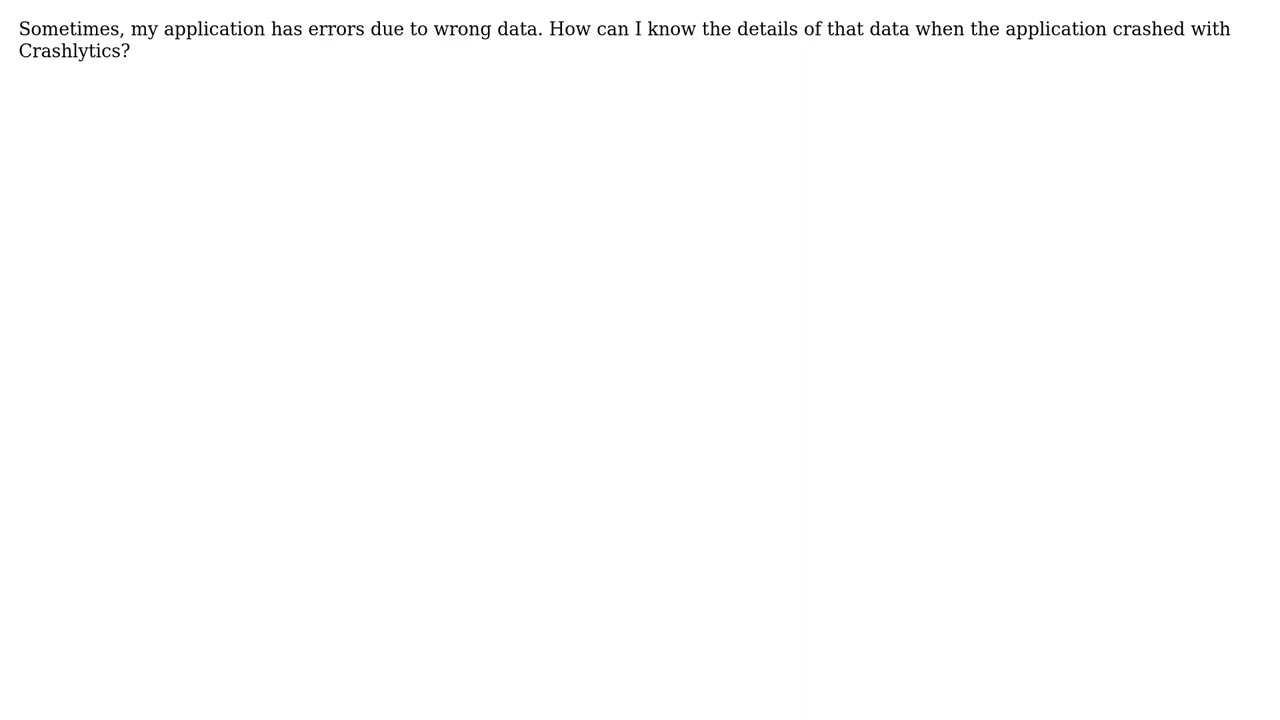 Sometimes, my application has errors due to wrong data. How can I know the details of that data when the application crashed with
Crashlytics?